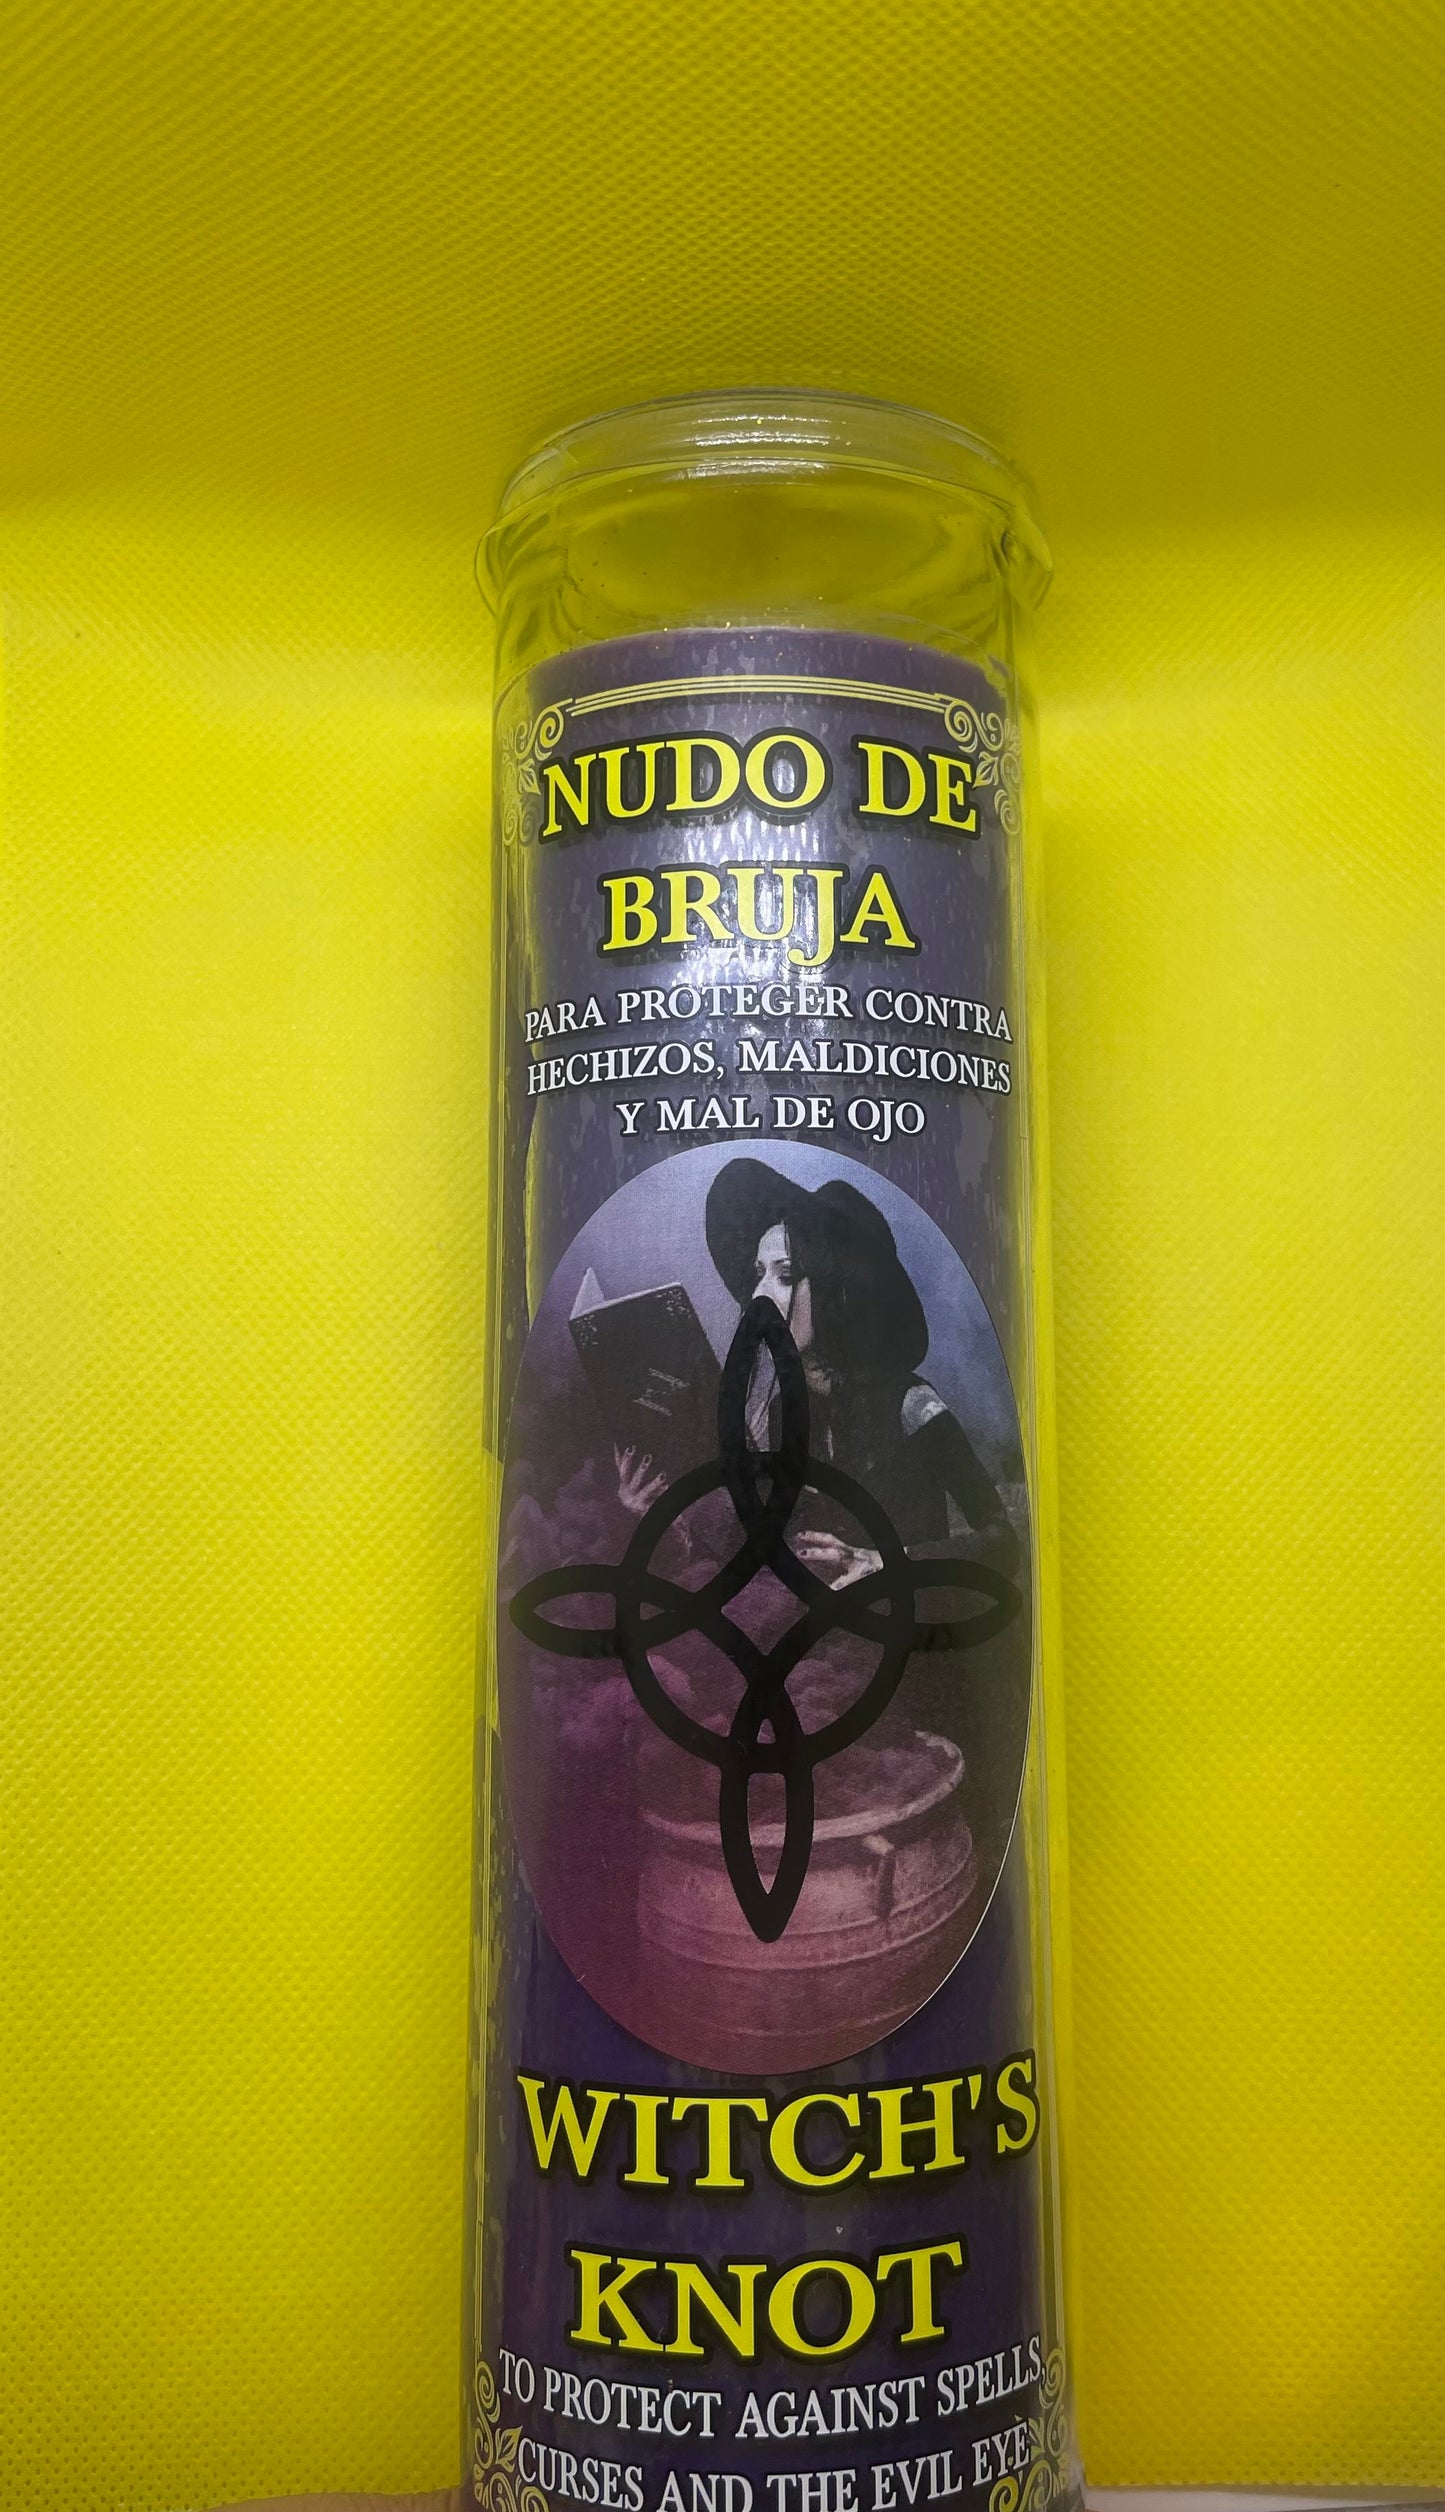 NUDO DE
BRUJA
PARA PROTEGER CONTRA
HECHIZOS, MALDICIONES
Y MAL DE OJO
WITCH'S
KNOT
TO PROTECT AGAINST SPELLS,
CURSES AND THE EVIL EYE